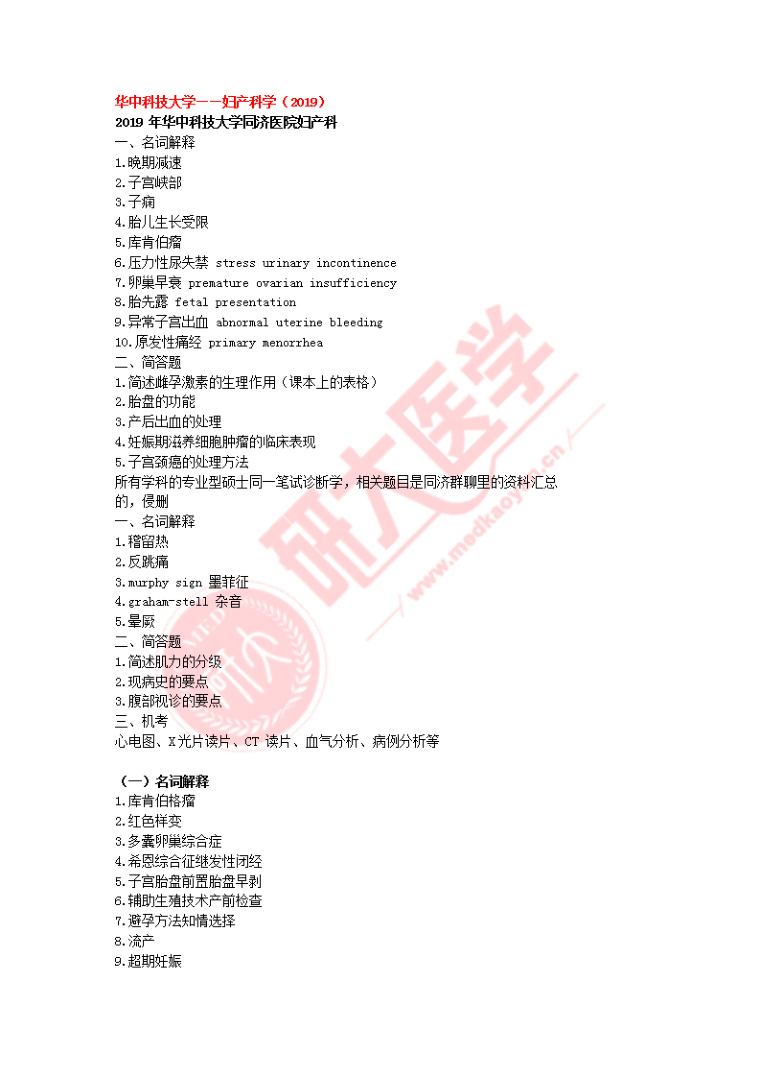 华中科技大学——妇产科学（2019）
2019 年华中科技大学同济医院妇产科
一、名词解释
1.晚期减速
2.子宫峡部
3.子痫
4.胎儿生长受限
5.库肯伯瘤
6.压力性尿失禁 stress urinary incontinence
7.卵巢早衰 premature ovarian insufficiency
8.胎先露 fetal presentation
9.异常子宫出血 abnormal uterine bleeding
10.原发性痛经 primary menorrhea
二、简答题
1.简述雌孕激素的生理作用（课本上的表格）
2.胎盘的功能
3.产后出血的处理
4.妊娠期滋养细胞肿瘤的临床表现
5.子宫颈癌的处理方法
所有学科的专业型硕士同一笔试诊断学，相关题目是同济群聊里的资料汇总
的，侵删
一、名词解释
1.稽留热
2.反跳痛
3.murphy sign 墨菲征
4.graham-stell 杂音
5.晕厥
二、简答题
1.简述肌力的分级
2.现病史的要点
3.腹部视诊的要点
三、机考
心电图、X光片读片、CT 读片、血气分析、病例分析等
（一）名词解释
1.库肯伯格瘤
2.红色样变
3.多囊卵巢综合症
4.希恩综合征继发性闭经
5.子宫胎盘前置胎盘早剥
6.辅助生殖技术产前检查
7.避孕方法知情选择
8.流产
9.超期妊娠
研大医学
www.medkaoyan.cn
MED
研大